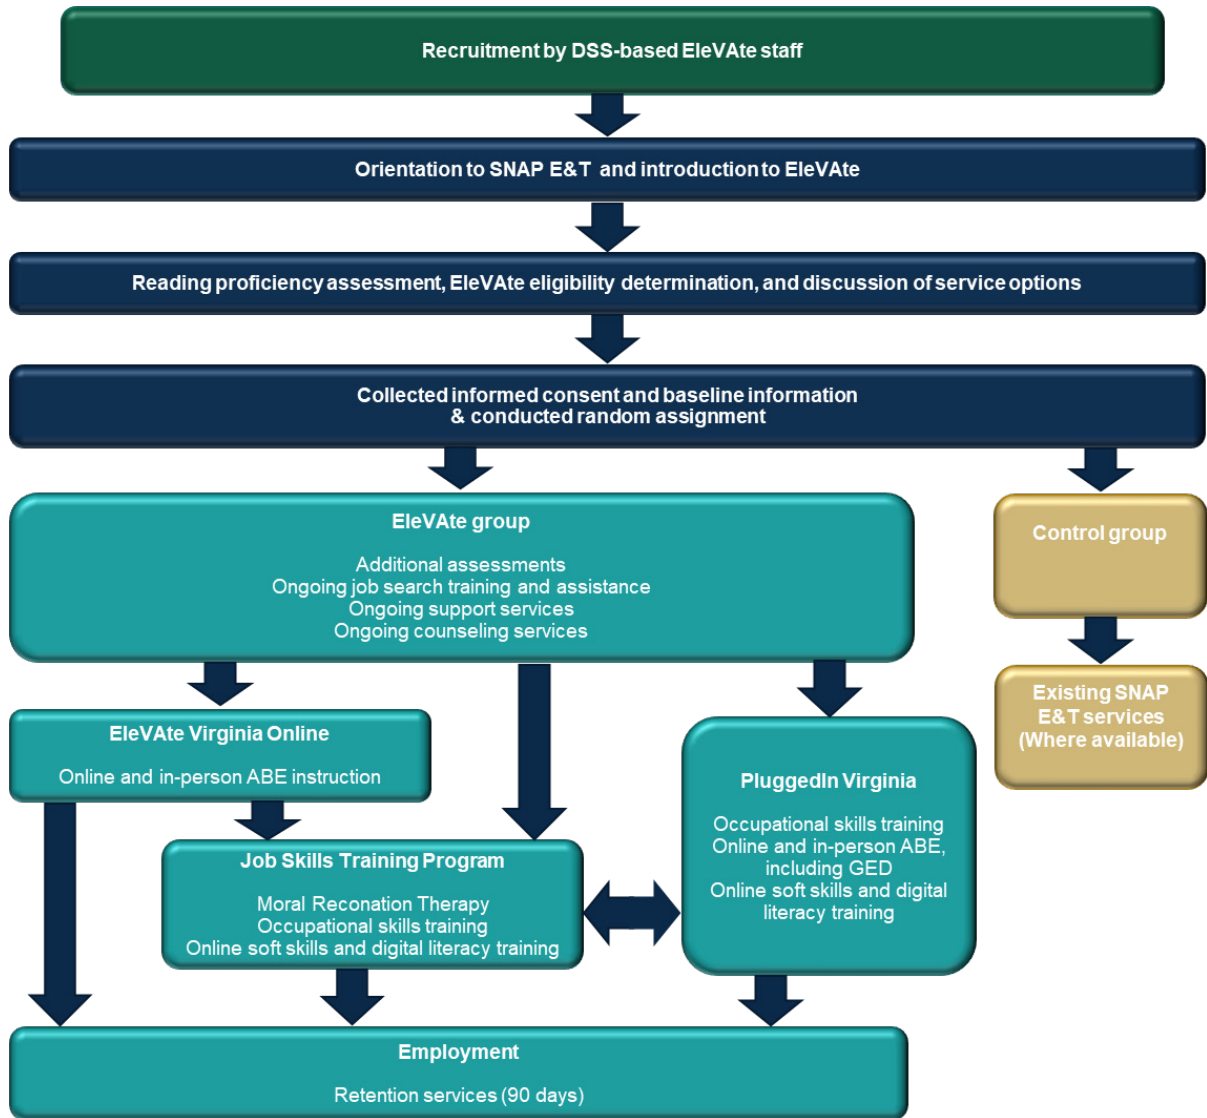 Recruitment by DSS-based EleVAte staff
Orientation to SNAP E&T and introduction to EleVAte
Reading proficiency assessment, EleVAte eligibility determination, and discussion of service options
Collected informed consent and baseline information
& conducted random assignment
EleVAte group
Additional assessments
Ongoing job search training and assistance
Ongoing support services
Ongoing counseling services
Control group
Existing SNAP
E&T services
(Where available)
EleVAte Virginia Online
Online and in-person ABE instruction
PluggedIn Virginia
Occupational skills training
Online and in-person ABE,
including GED
Online soft skills and digital
literacy training
Job Skills Training Program
Moral Reconation Therapy
Occupational skills training
Online soft skills and digital literacy training
Employment
Retention services (90 days)